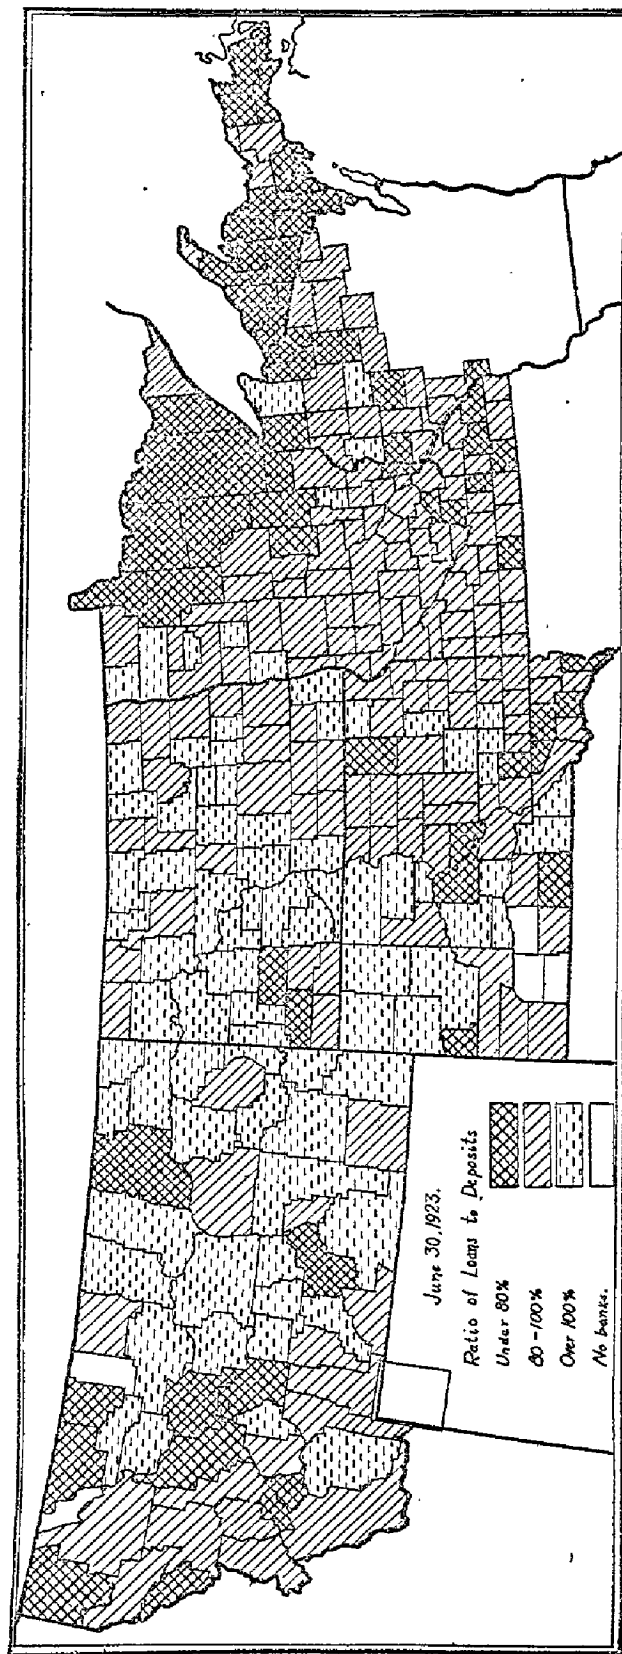 June 30, 1923.
Ratio of Loans to Deposits
Under 80%
80-100%
Over 100%
No banks.